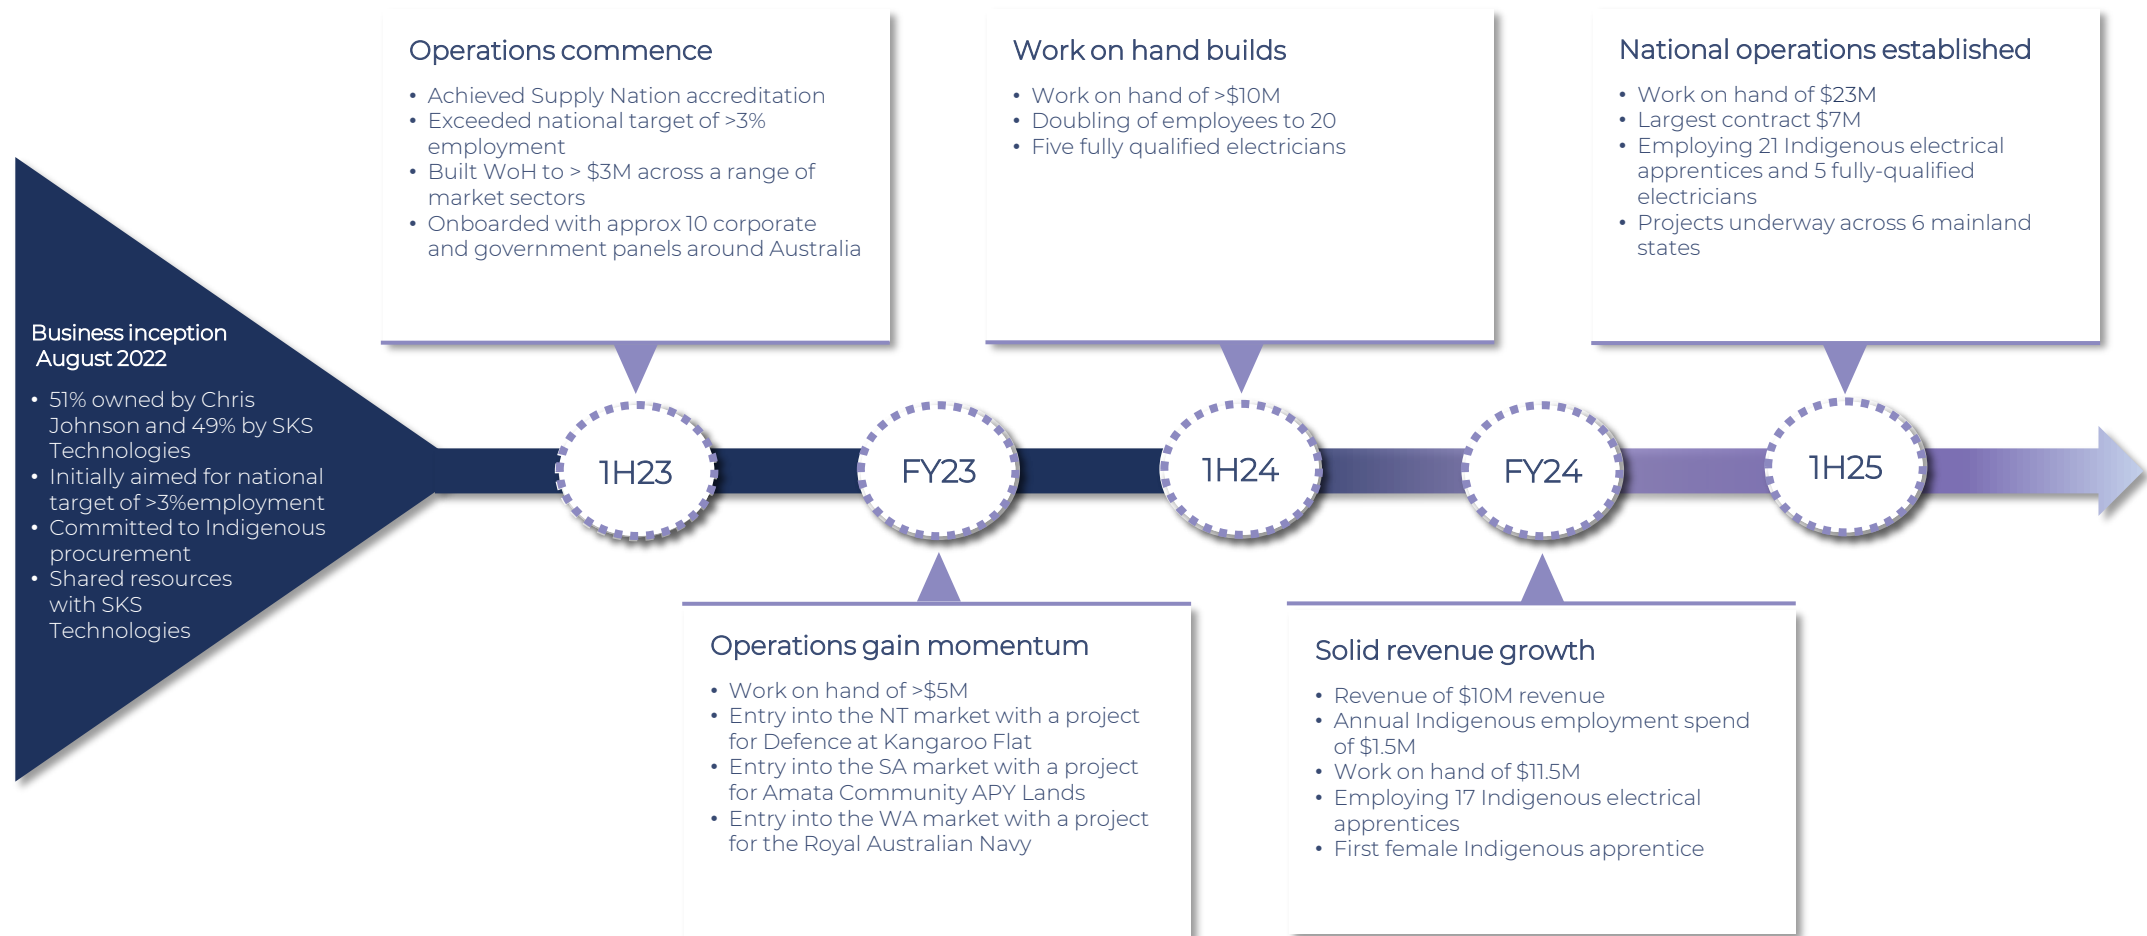 Business inception
August 2022
• 51% owned by Chris
Johnson and 49% by SKS
Technologies
• Initially aimed for national
target of >3%employment
• Committed to Indigenous
procurement
• Shared resources
with SKS
Technologies
Operations commence
• Achieved Supply Nation accreditation
• Exceeded national target of >3%
employment
• Built WoH to > $3M across a range of
market sectors
• Onboarded with approx 10 corporate
and government panels around Australia
1H23
Operations gain momentum
• Work on hand of >$5M
• Entry into the NT market with a project
for Defence at Kangaroo Flat
• Entry into the SA market with a project
for Amata Community APY Lands
• Entry into the WA market with a project
for the Royal Australian Navy
FY23
Work on hand builds
• Work on hand of >$10M
• Doubling of employees to 20
• Five fully qualified electricians
1H24
Solid revenue growth
• Revenue of $10M revenue
• Annual Indigenous employment spend
of $1.5M
• Work on hand of $11.5M
• Employing 17 Indigenous electrical
apprentices
• First female Indigenous apprentice
FY24
National operations established
• Work on hand of $23M
• Largest contract $7M
• Employing 21 Indigenous electrical
apprentices and 5 fully-qualified
electricians
• Projects underway across 6 mainland
states
1H25